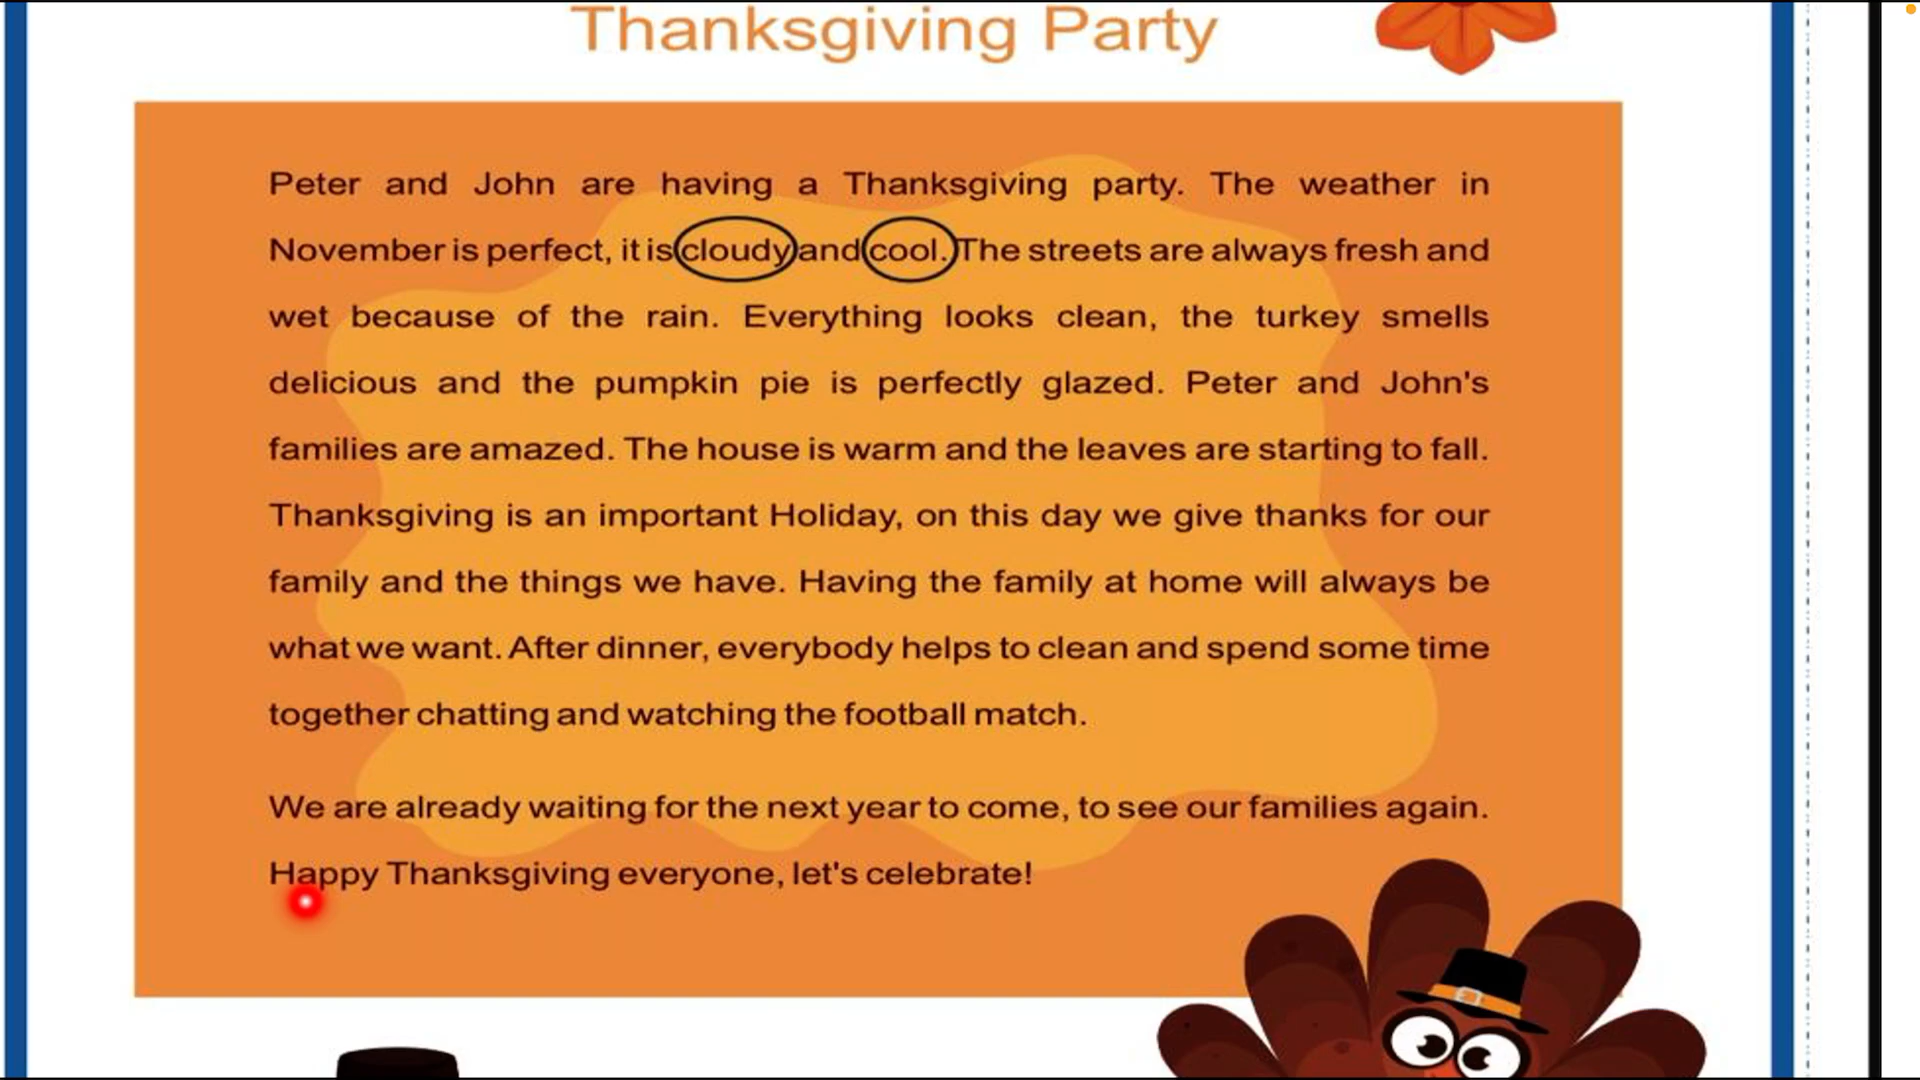 Thanksgiving Party
Peter and John are having a Thanksgiving party. The weather in
November is perfect, it is cloudy and cool. The streets are always fresh and
wet because of the rain. Everything looks clean, the turkey smells
delicious and the pumpkin pie is perfectly glazed. Peter and John's
families are amazed. The house is warm and the leaves are starting to fall.
Thanksgiving is an important Holiday, on this day we give thanks for our
family and the things we have. Having the family at home will always be
what we want. After dinner, everybody helps to clean and spend some time
together chatting and watching the football match.
We are already waiting for the next year to come, to see our families again.
Happy Thanksgiving everyone, let's celebrate!